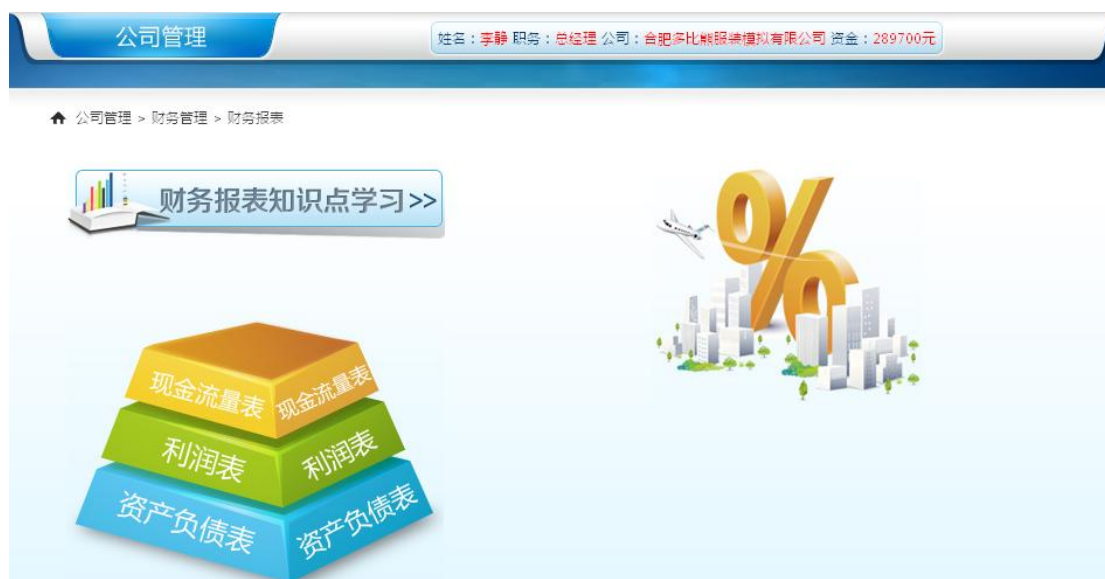 公司管理
姓名：李静 职务：总经理 公司：合肥多比熊服装模拟有限公司 资金：289700元
公司管理 > 财务管理 > 财务报表
财务报表知识点学习>>
%
现金流量表 现金流量表
利润表 利润表
资产负债表 资产负债表